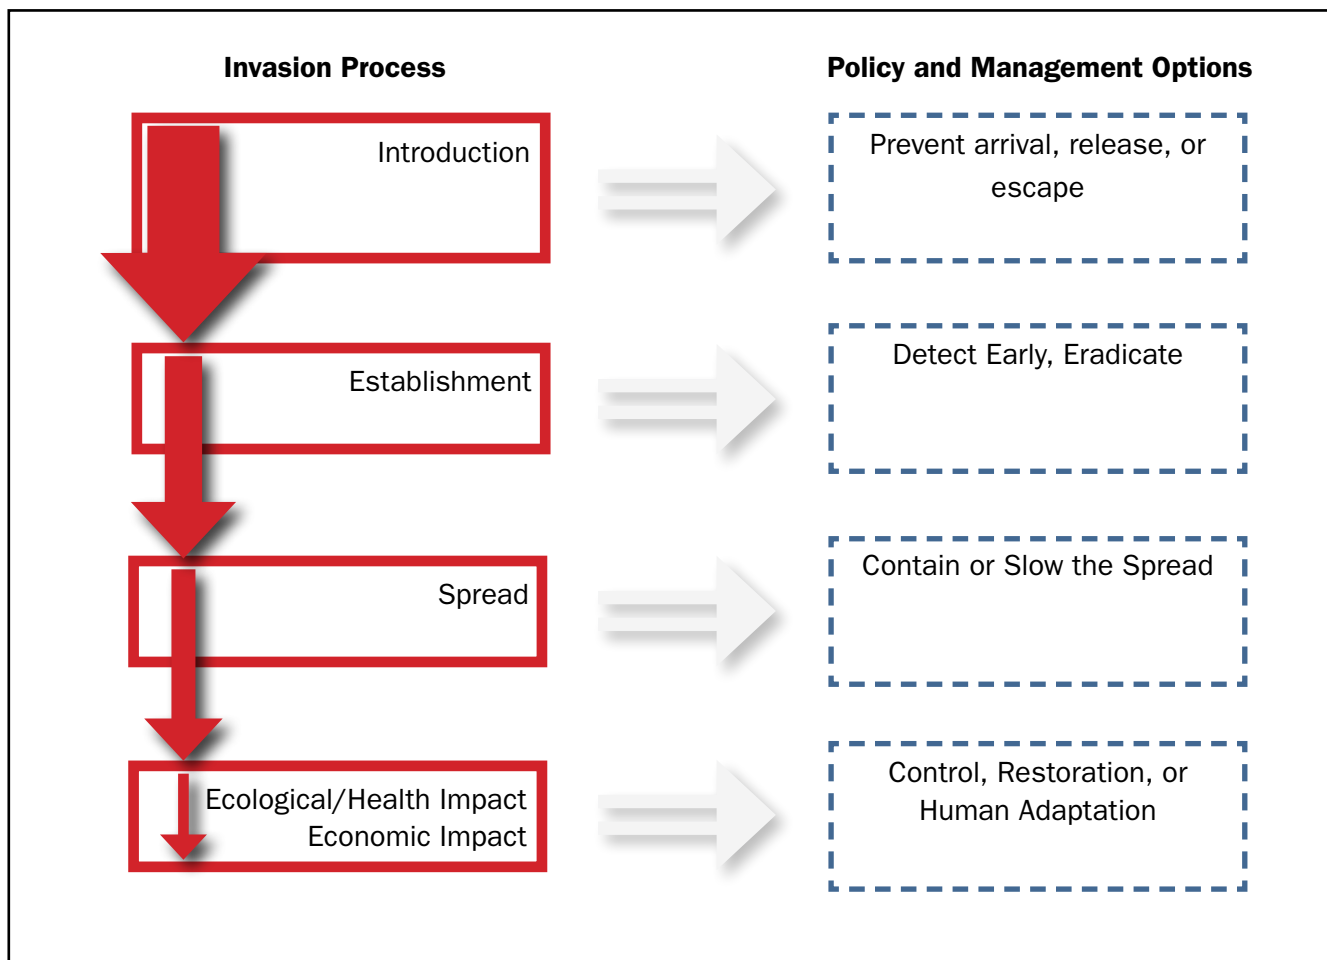 Invasion Process
Policy and Management Options
Introduction
Prevent arrival, release, or
escape
Establishment
Detect Early, Eradicate
Spread
Contain or Slow the Spread
Ecological/Health Impact
Economic Impact
Control, Restoration, or
Human Adaptation